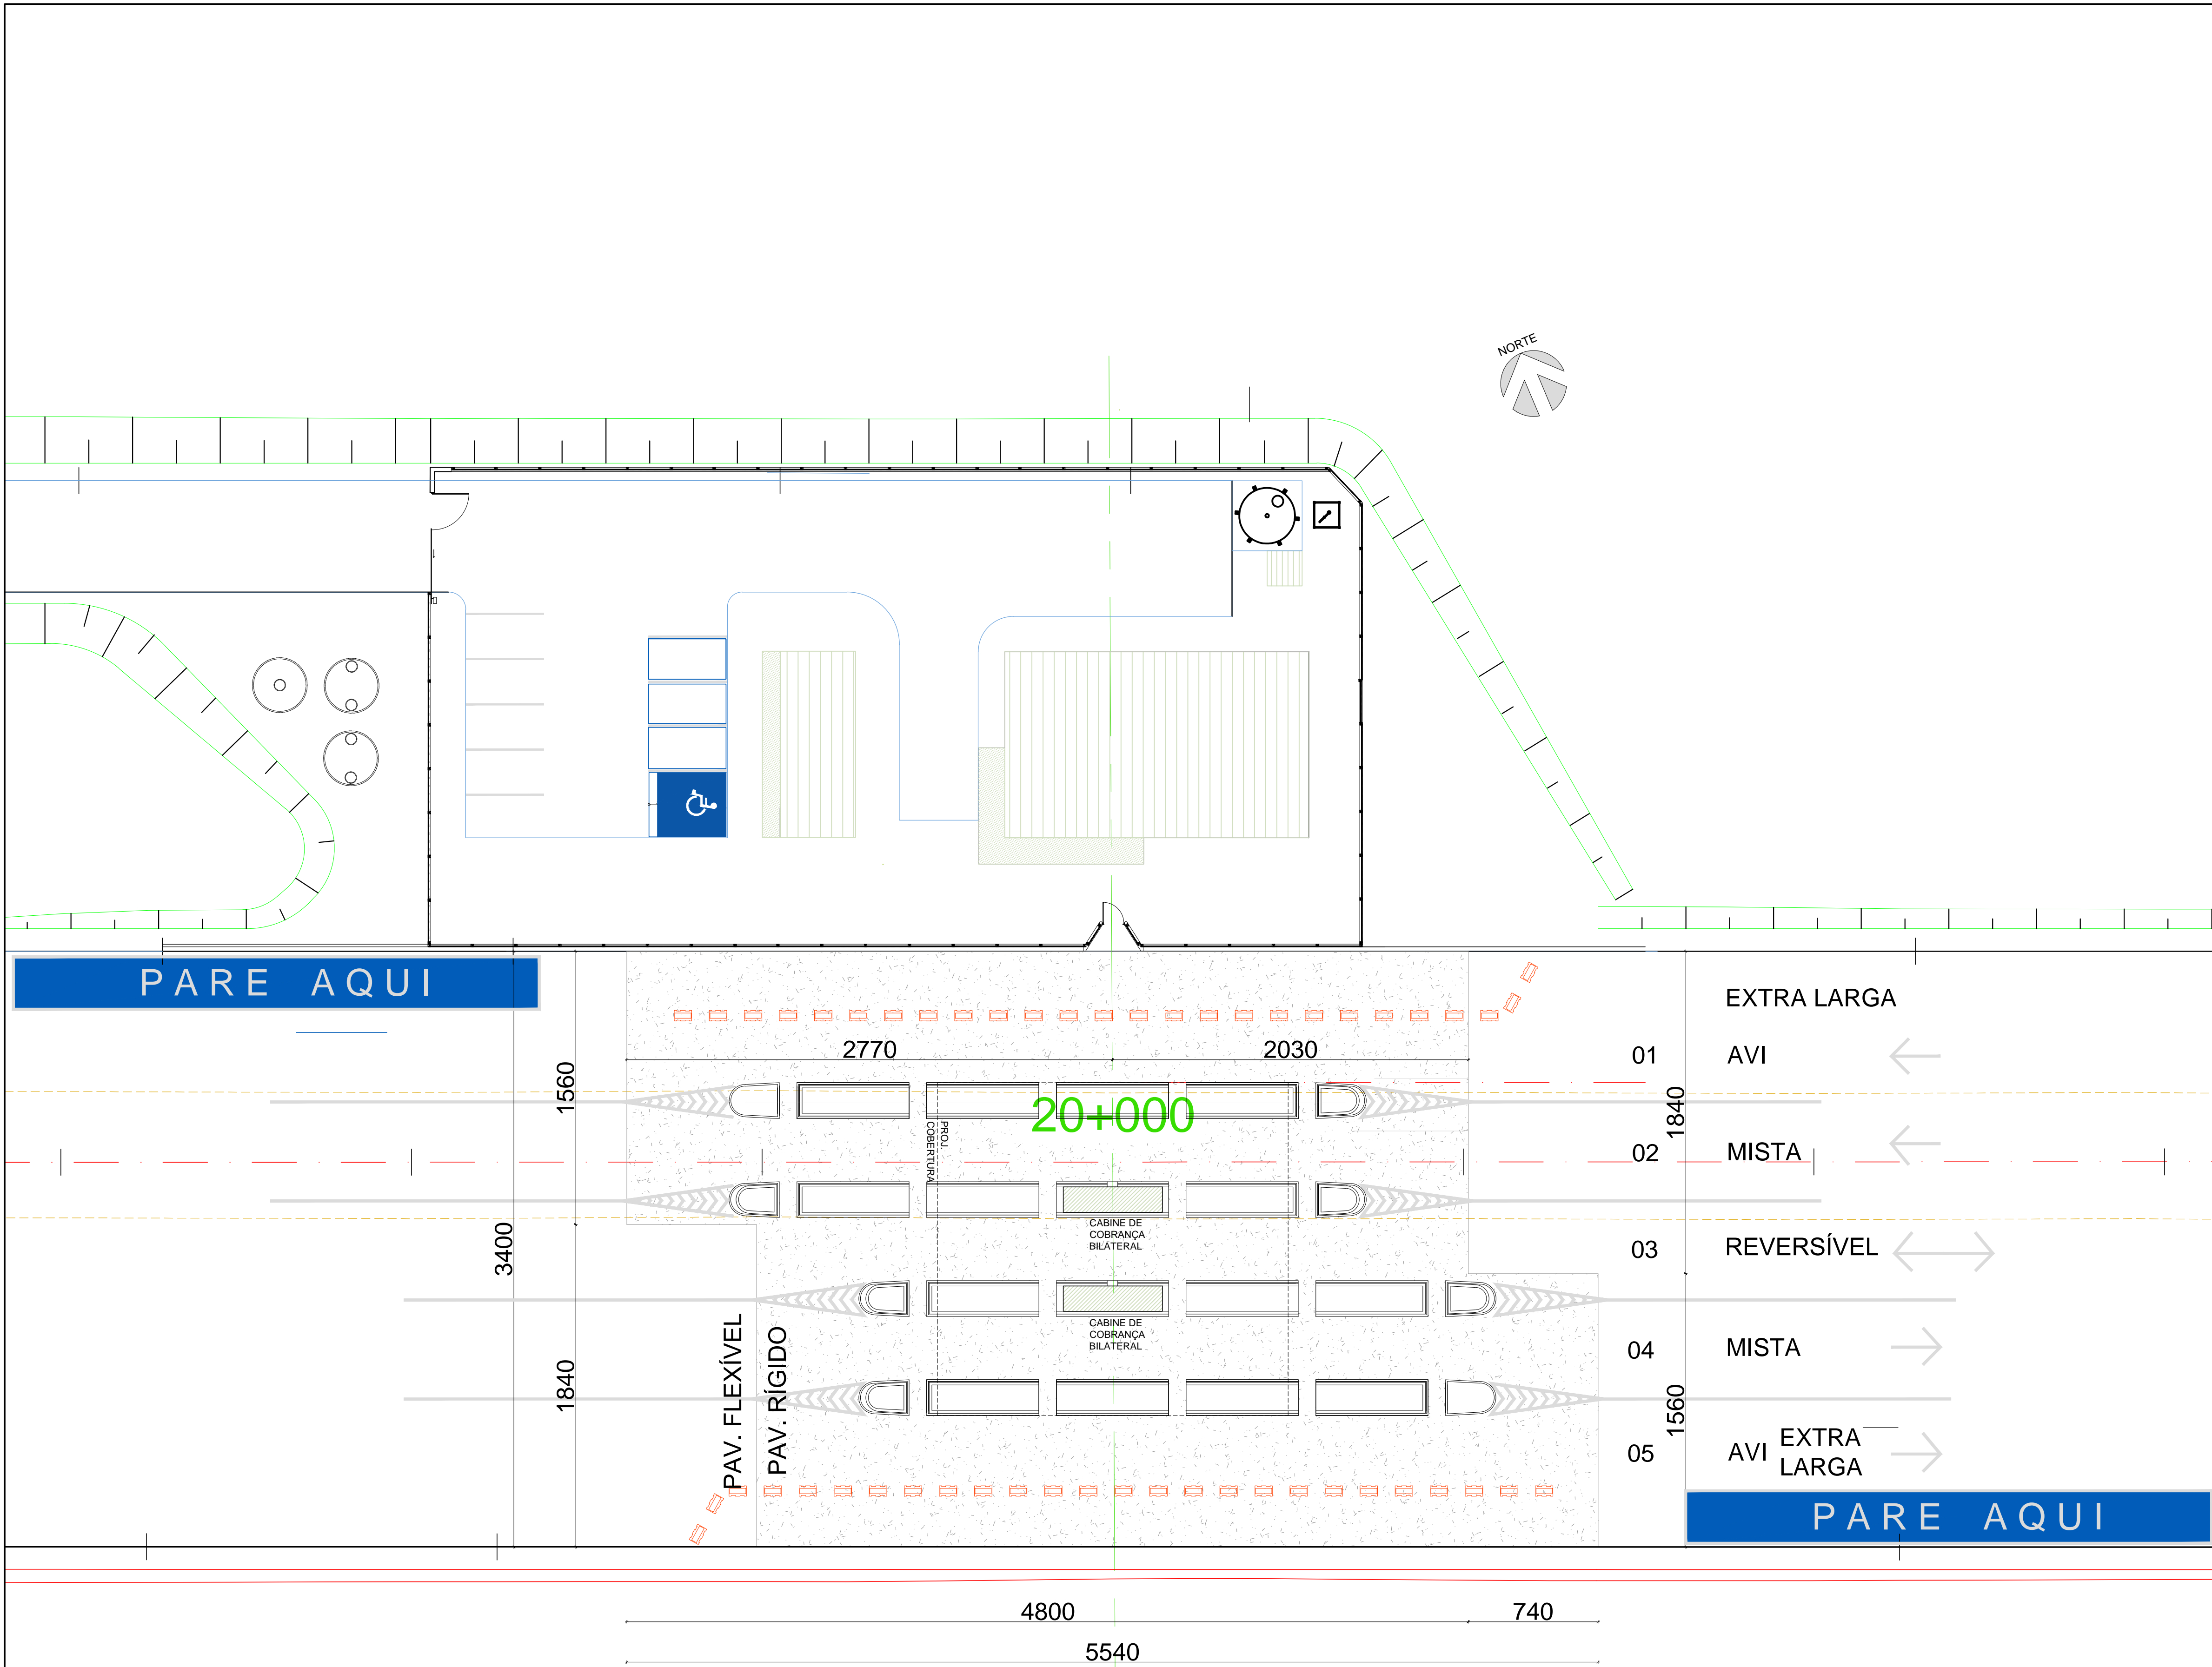 NORTE
PARE AQUI
EXTRA LARGA
2770
2030
01
AVI
1560
1840
20+000
PROJ.
COBERTURA
02
MISTA
CABINE DE
COBRANÇA
BILATERAL
3400
03
REVERSÍVEL
CABINE DE
COBRANÇA
BILATERAL
PAV. FLEXÍVEL
PAV. RÍGIDO
04
MISTA
1840
1560
05
AVI
EXTRA
LARGA
PARE AQUI
4800
740
5540